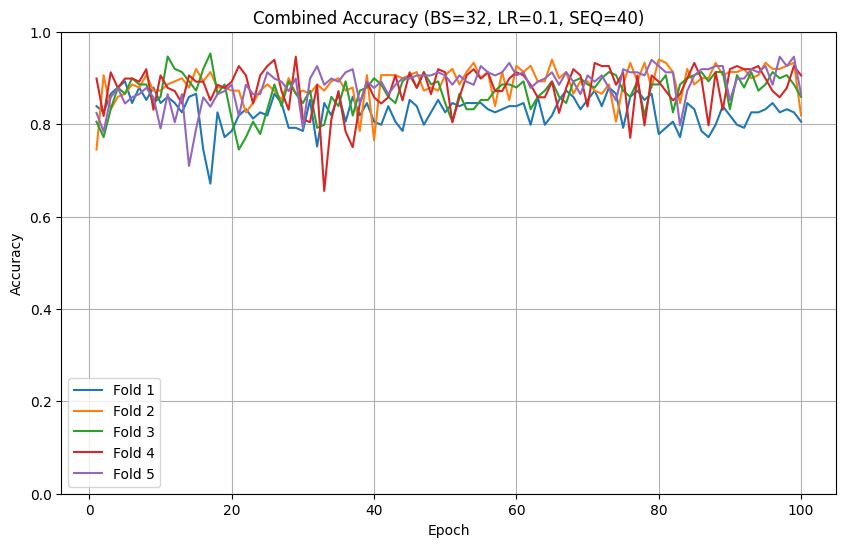 Combined Accuracy (BS=32, LR=0.1, SEQ=40)
1.0
0.8
0.6
0.4
0.2
0.0
Accuracy
Fold 1
Fold 2
Fold 3
Fold 4
Fold 5
0 20 40 60 80 100
Epoch